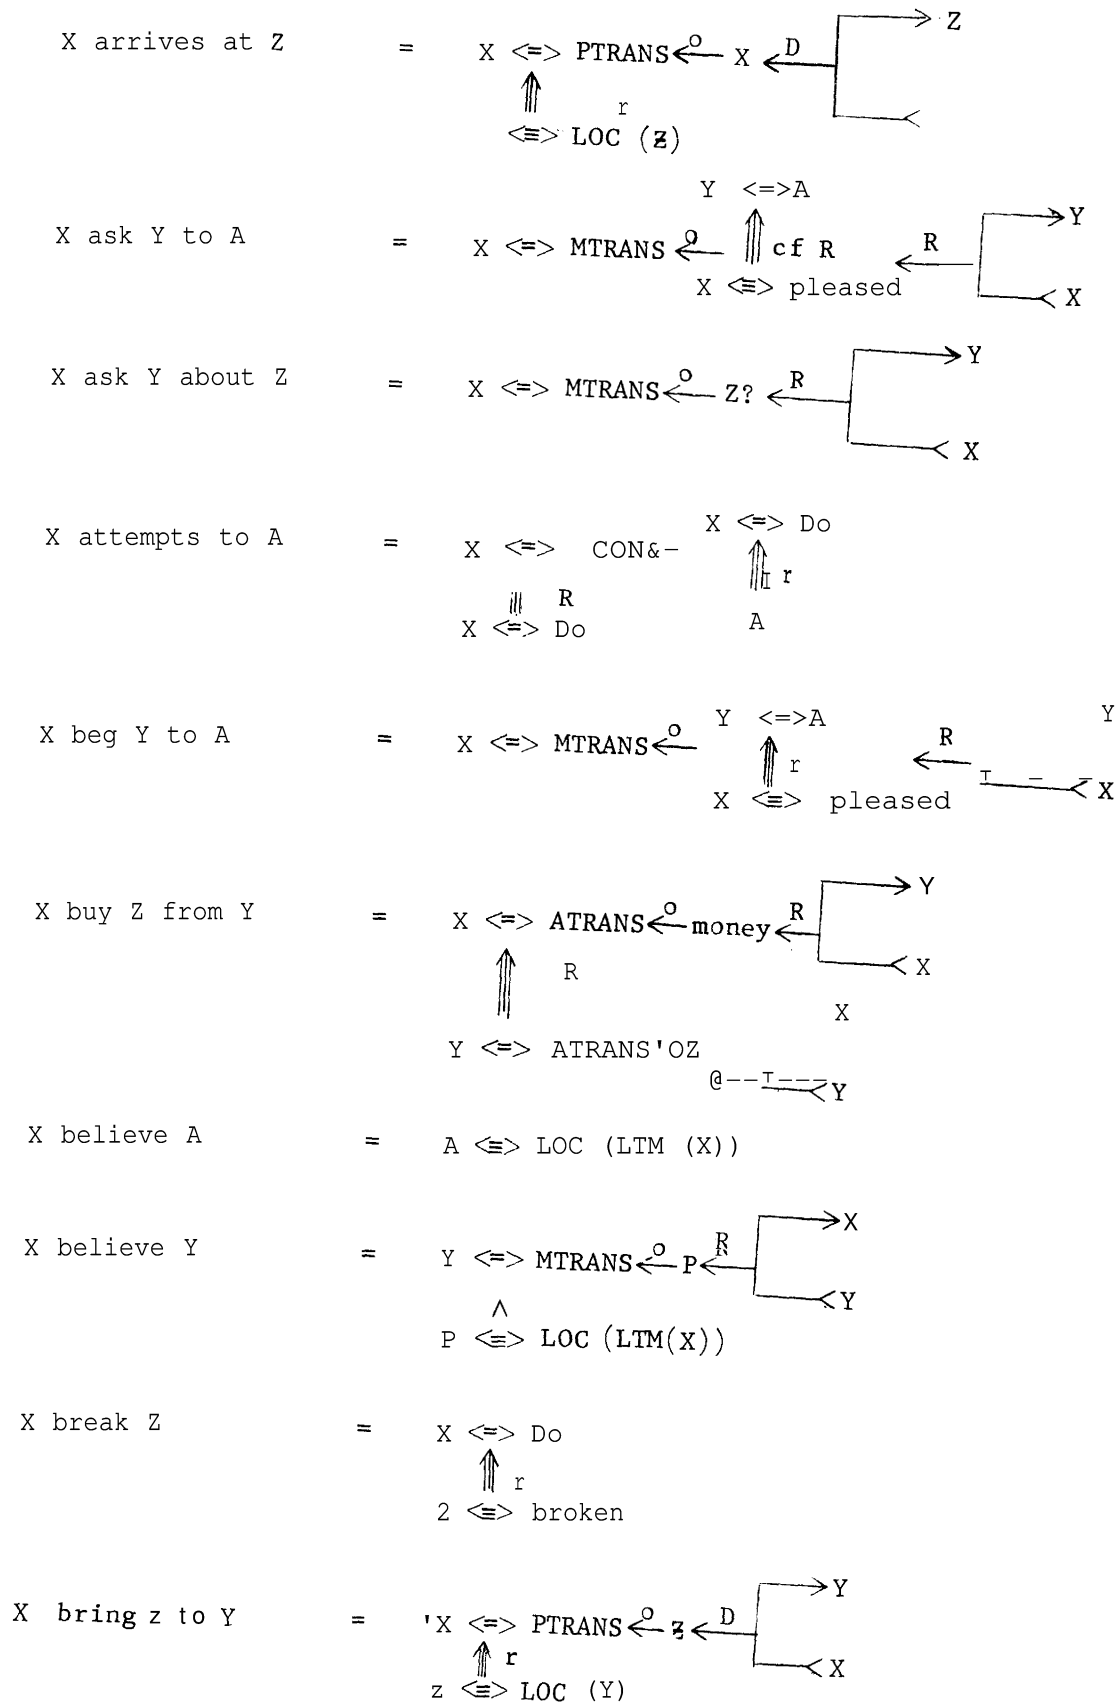 X arrives at Z = X <=> PTRANS o X D Z
r
<≡> LOC (Z)
Y <=>A
X ask Y to A = X <=> MTRANS o cf R R Y
X <≡> pleased X
X ask Y about Z = X <=> MTRANS o Z? R Y
X
X <=> Do
X attempts to A = X <=> CON&- r
R A
X <=> Do
Y <=>A Y
X beg Y to A = X <=> MTRANS o r R
X <≡> pleased X
X buy Z from Y = X <=> ATRANS o money R Y
R X
X
Y <=> ATRANS'OZ
@--T--- Y
X believe A = A <≡> LOC (LTM (X))
X believe Y = Y <=> MTRANS o P R X
Y
^
P <≡> LOC (LTM(X))
X break Z = X <=> Do
r
2 <≡> broken
X bring z to Y = 'X <=> PTRANS o z D Y
r X
z <≡> LOC (Y)